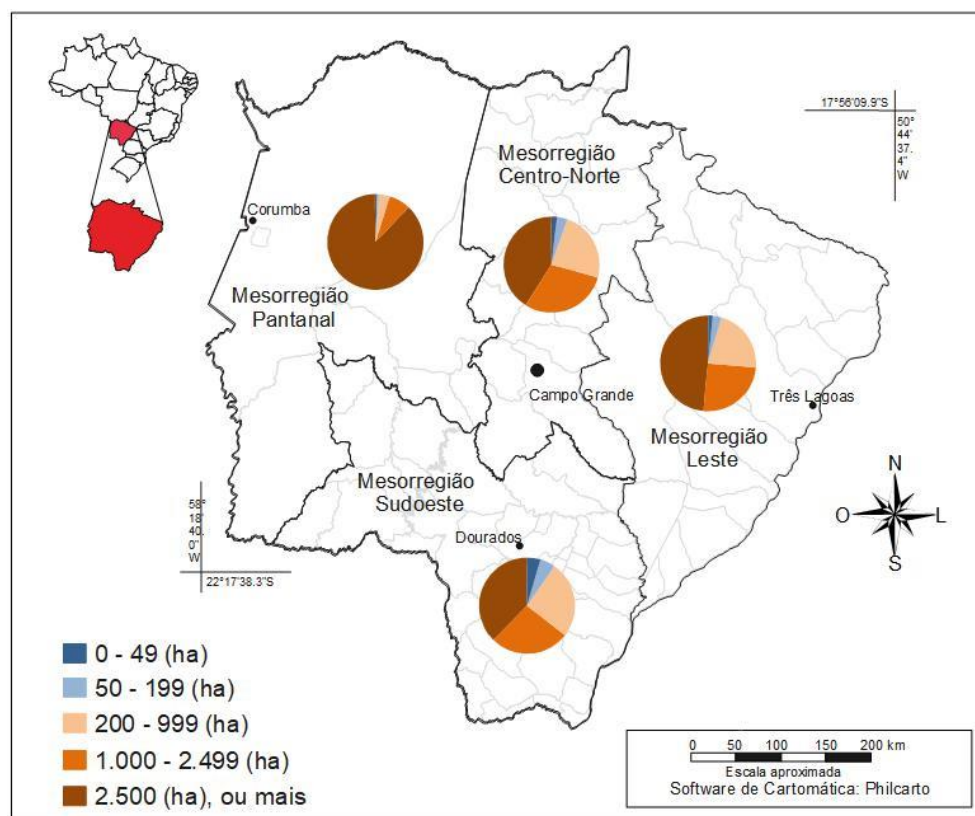 17°56'09.9"S
50°
44'
37.
4"
W
Mesorregião
Centro-Norte
Corumba
Mesorregião
Pantanal
Campo Grande
Três Lagoas
Mesorregião
Leste
Mesorregião
Sudoeste
N
O
L
S
58°
18'
40.
0"
W
22°17'38.3"S
Dourados
0 - 49 (ha)
50 - 199 (ha)
200 - 999 (ha)
1.000 - 2.499 (ha)
2.500 (ha), ou mais
0 50 100 150 200 km
Escala aproximada
Software de Cartomática: Philcarto